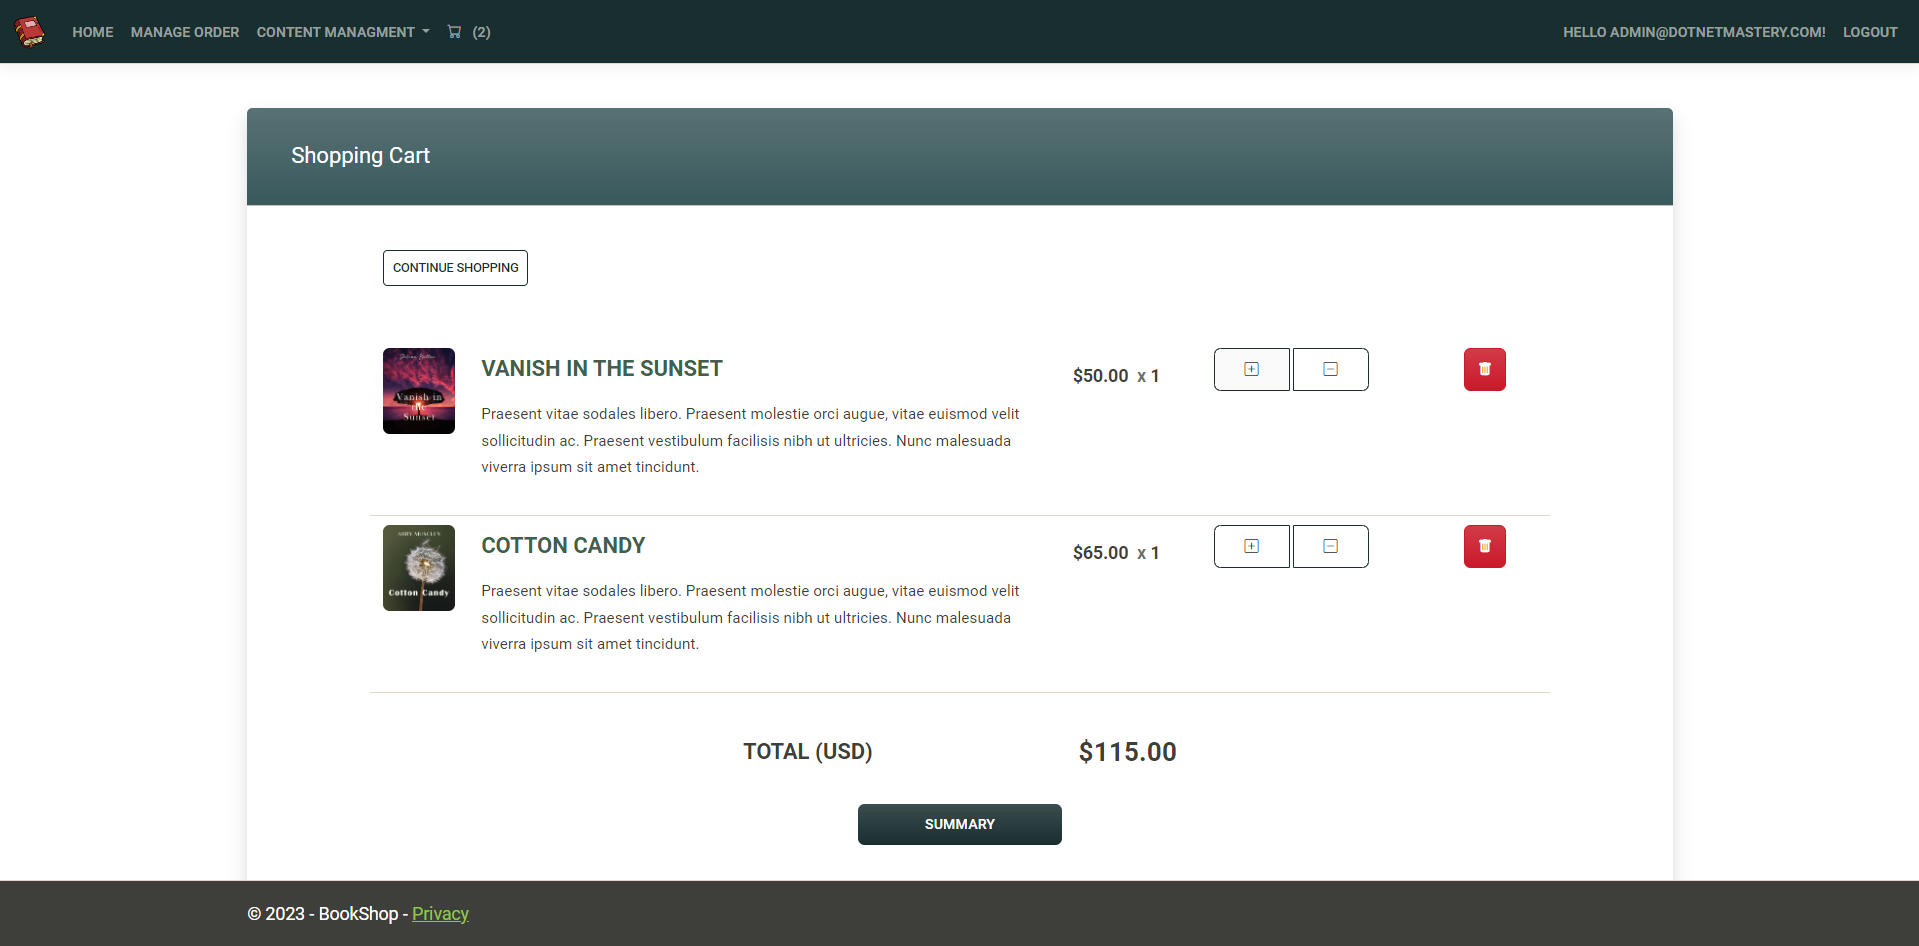 HOME MANAGE ORDER CONTENT MANAGMENT (2) HELLO ADMIN@DOTNETMASTERY.COM! LOGOUT
Shopping Cart
CONTINUE SHOPPING
Vanish in
the
Sunset
VANISH IN THE SUNSET
$50.00 x 1
Praesent vitae sodales libero. Praesent molestie orci augue, vitae euismod velit
sollicitudin ac. Praesent vestibulum facilisis nibh ut ultricies. Nunc malesuada
viverra ipsum sit amet tincidunt.
ABBY MUSCLES
Cotton Candy
COTTON CANDY
$65.00 x 1
Praesent vitae sodales libero. Praesent molestie orci augue, vitae euismod velit
sollicitudin ac. Praesent vestibulum facilisis nibh ut ultricies. Nunc malesuada
viverra ipsum sit amet tincidunt.
TOTAL (USD) $115.00
SUMMARY
© 2023 - BookShop - Privacy